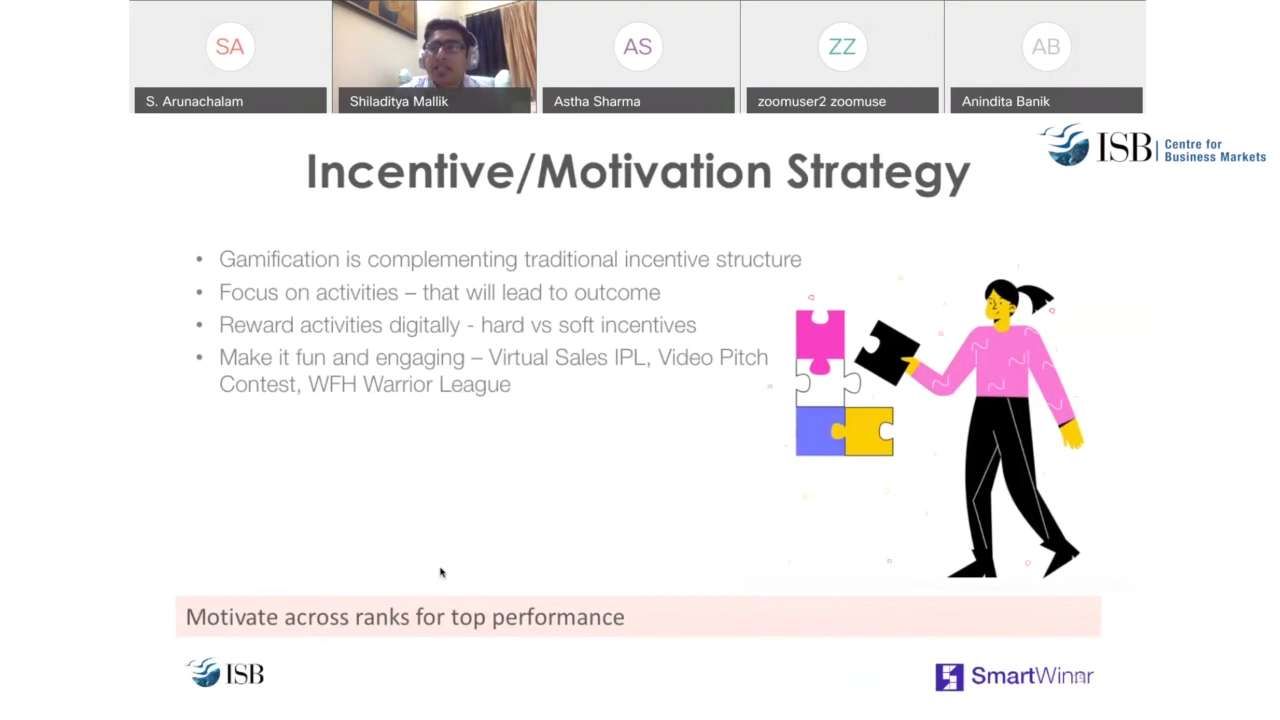 SA
AS
ZZ
AB
S. Arunachalam
Shiladitya Mallik
Astha Sharma
zoomuser2 zoomuse
Anindita Banik
ISB
Centre for
Business Markets
Incentive/Motivation Strategy
• Gamification is complementing traditional incentive structure
• Focus on activities – that will lead to outcome
• Reward activities digitally - hard vs soft incentives
• Make it fun and engaging – Virtual Sales IPL, Video Pitch
Contest, WFH Warrior League
Motivate across ranks for top performance
ISB
SmartWinnr